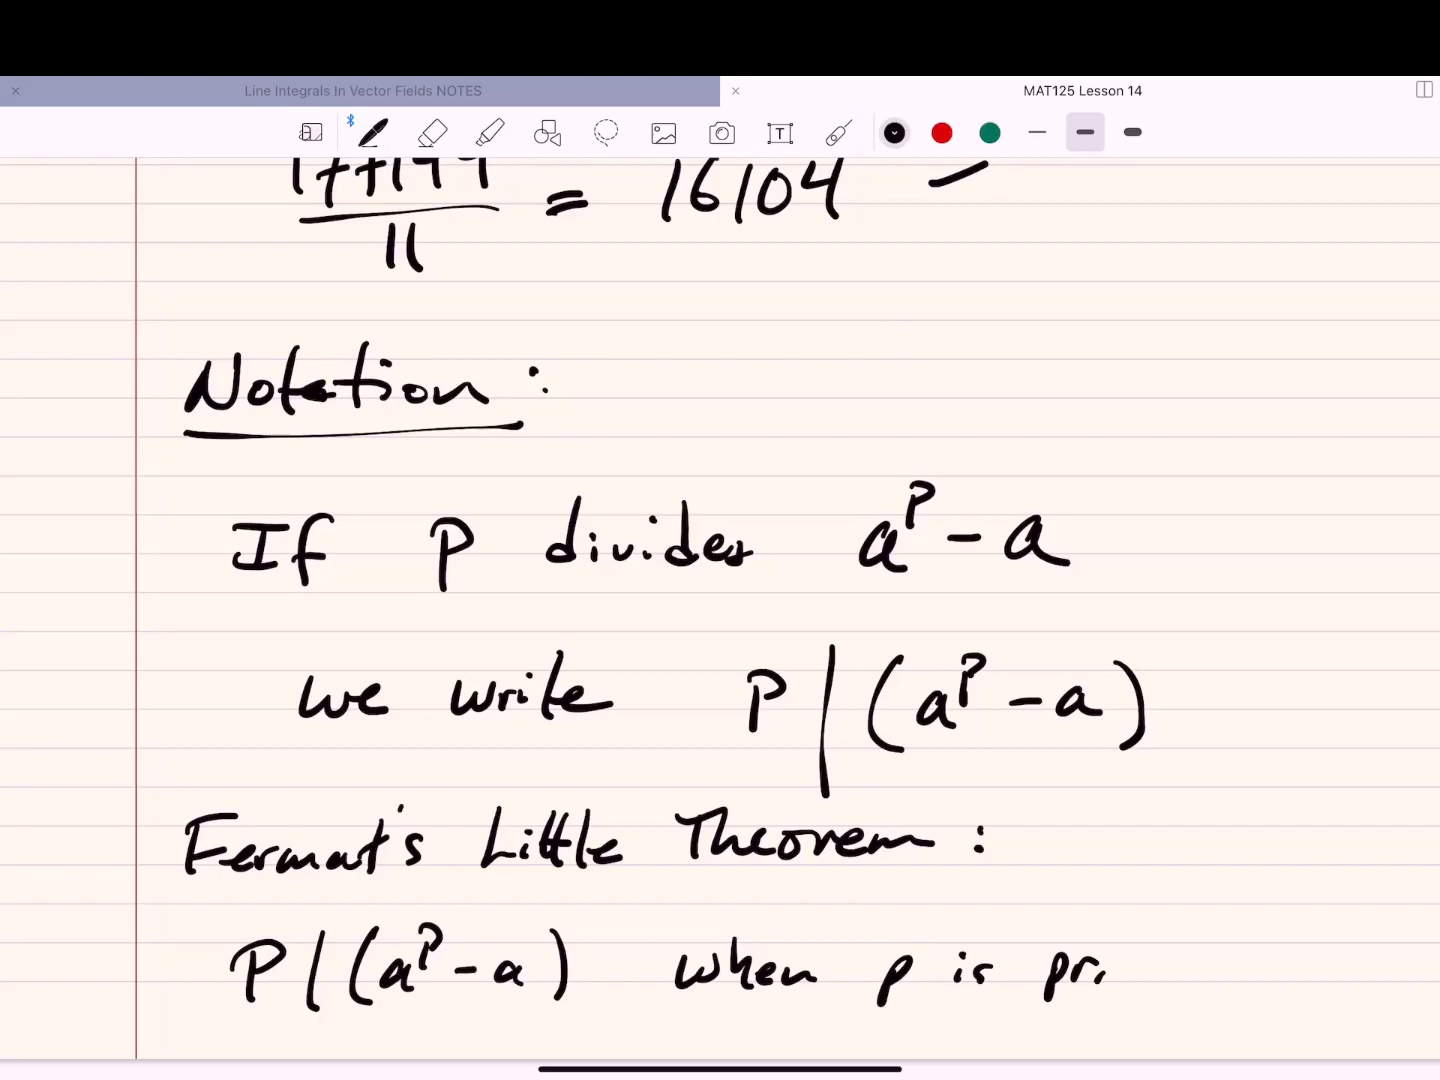 Line Integrals In Vector Fields NOTES
MAT125 Lesson 14
T
= 16104
11
Notation:
If p divides a^p - a
we write P | (a^p - a)
Fermat's Little Theorem:
P | (a^p - a) when p is pri